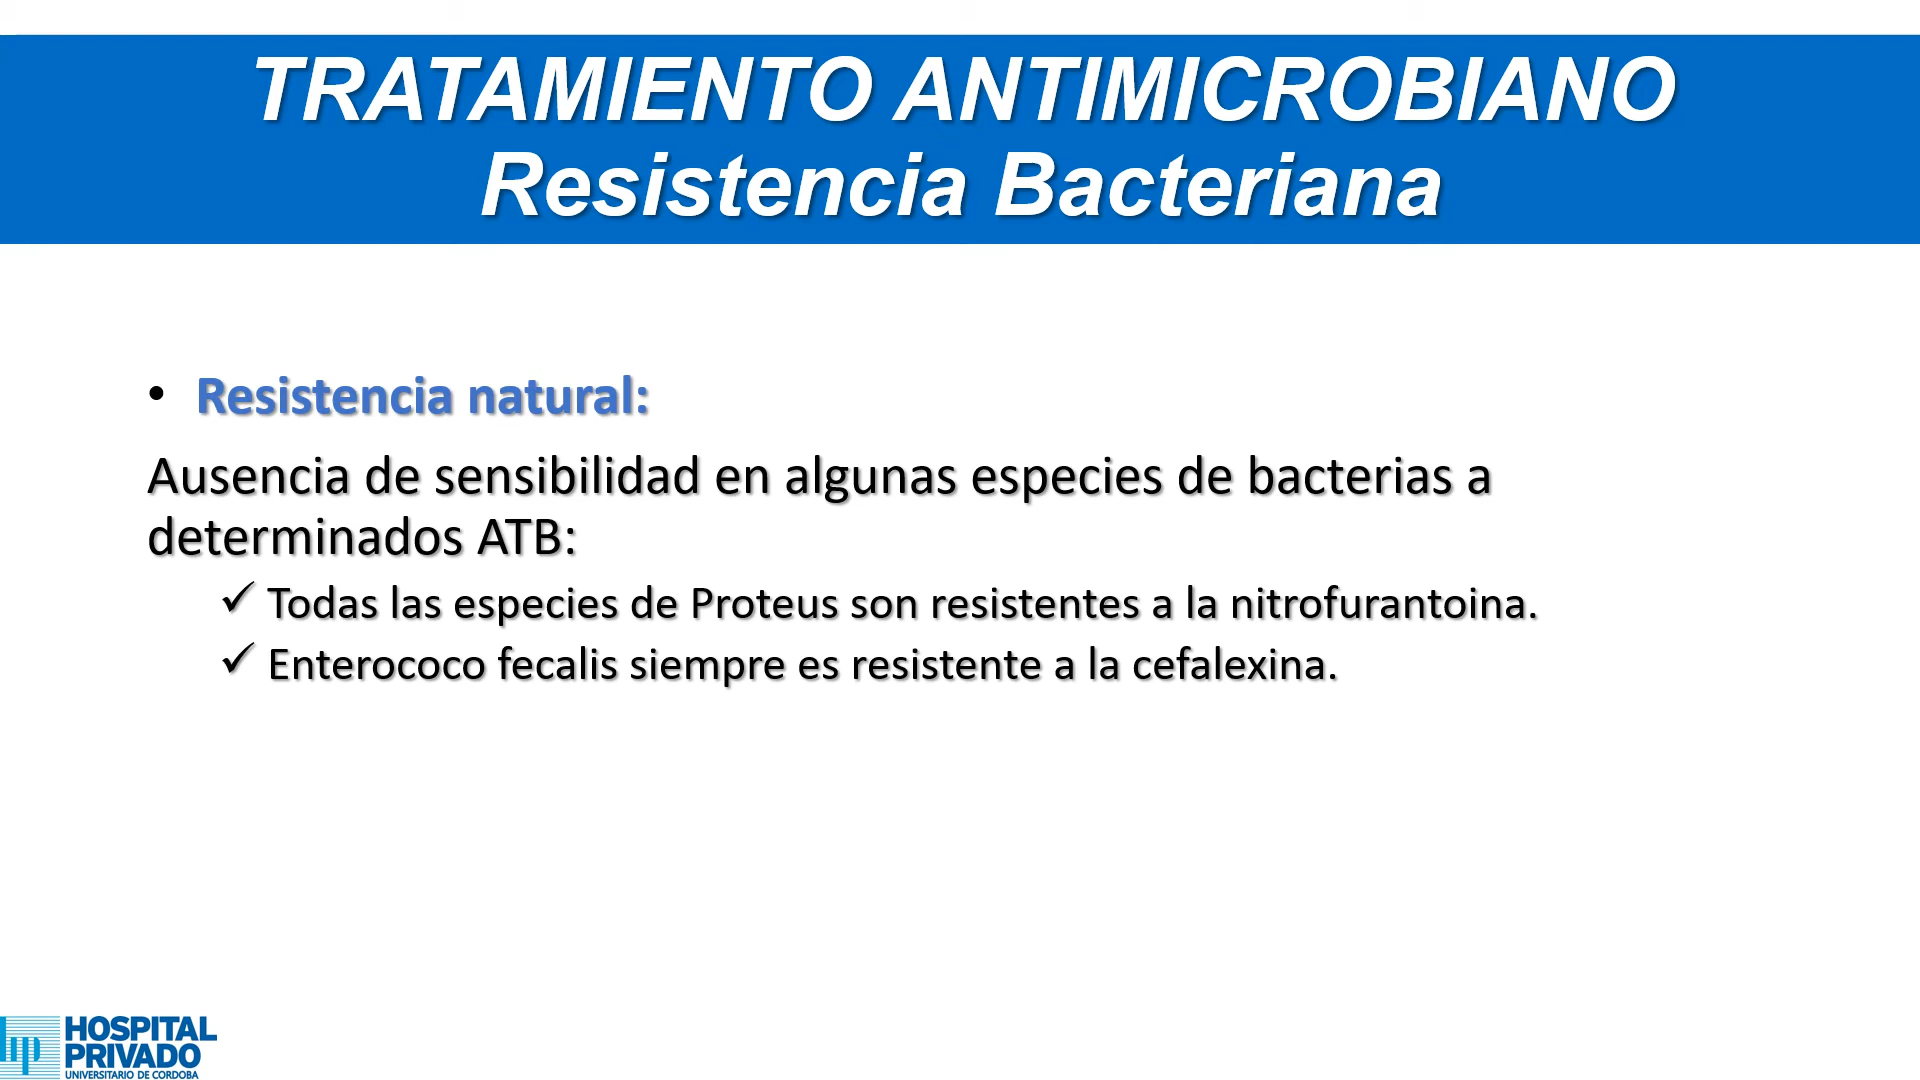 TRATAMIENTO ANTIMICROBIANO
Resistencia Bacteriana
• Resistencia natural:
Ausencia de sensibilidad en algunas especies de bacterias a
determinados ATB:
✓ Todas las especies de Proteus son resistentes a la nitrofurantoina.
✓ Enterococo fecalis siempre es resistente a la cefalexina.
hp
HOSPITAL
PRIVADO
UNIVERSITARIO DE CORDOBA